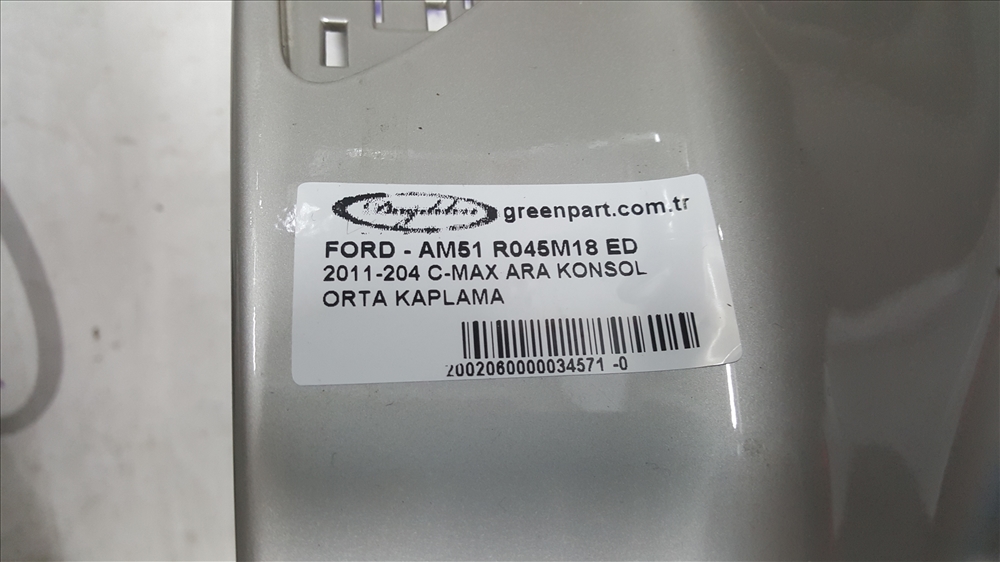 greenpart.com.tr
FORD - AM51 R045M18 ED
2011-204 C-MAX ARA KONSOL
ORTA KAPLAMA
2002060000034571 -0